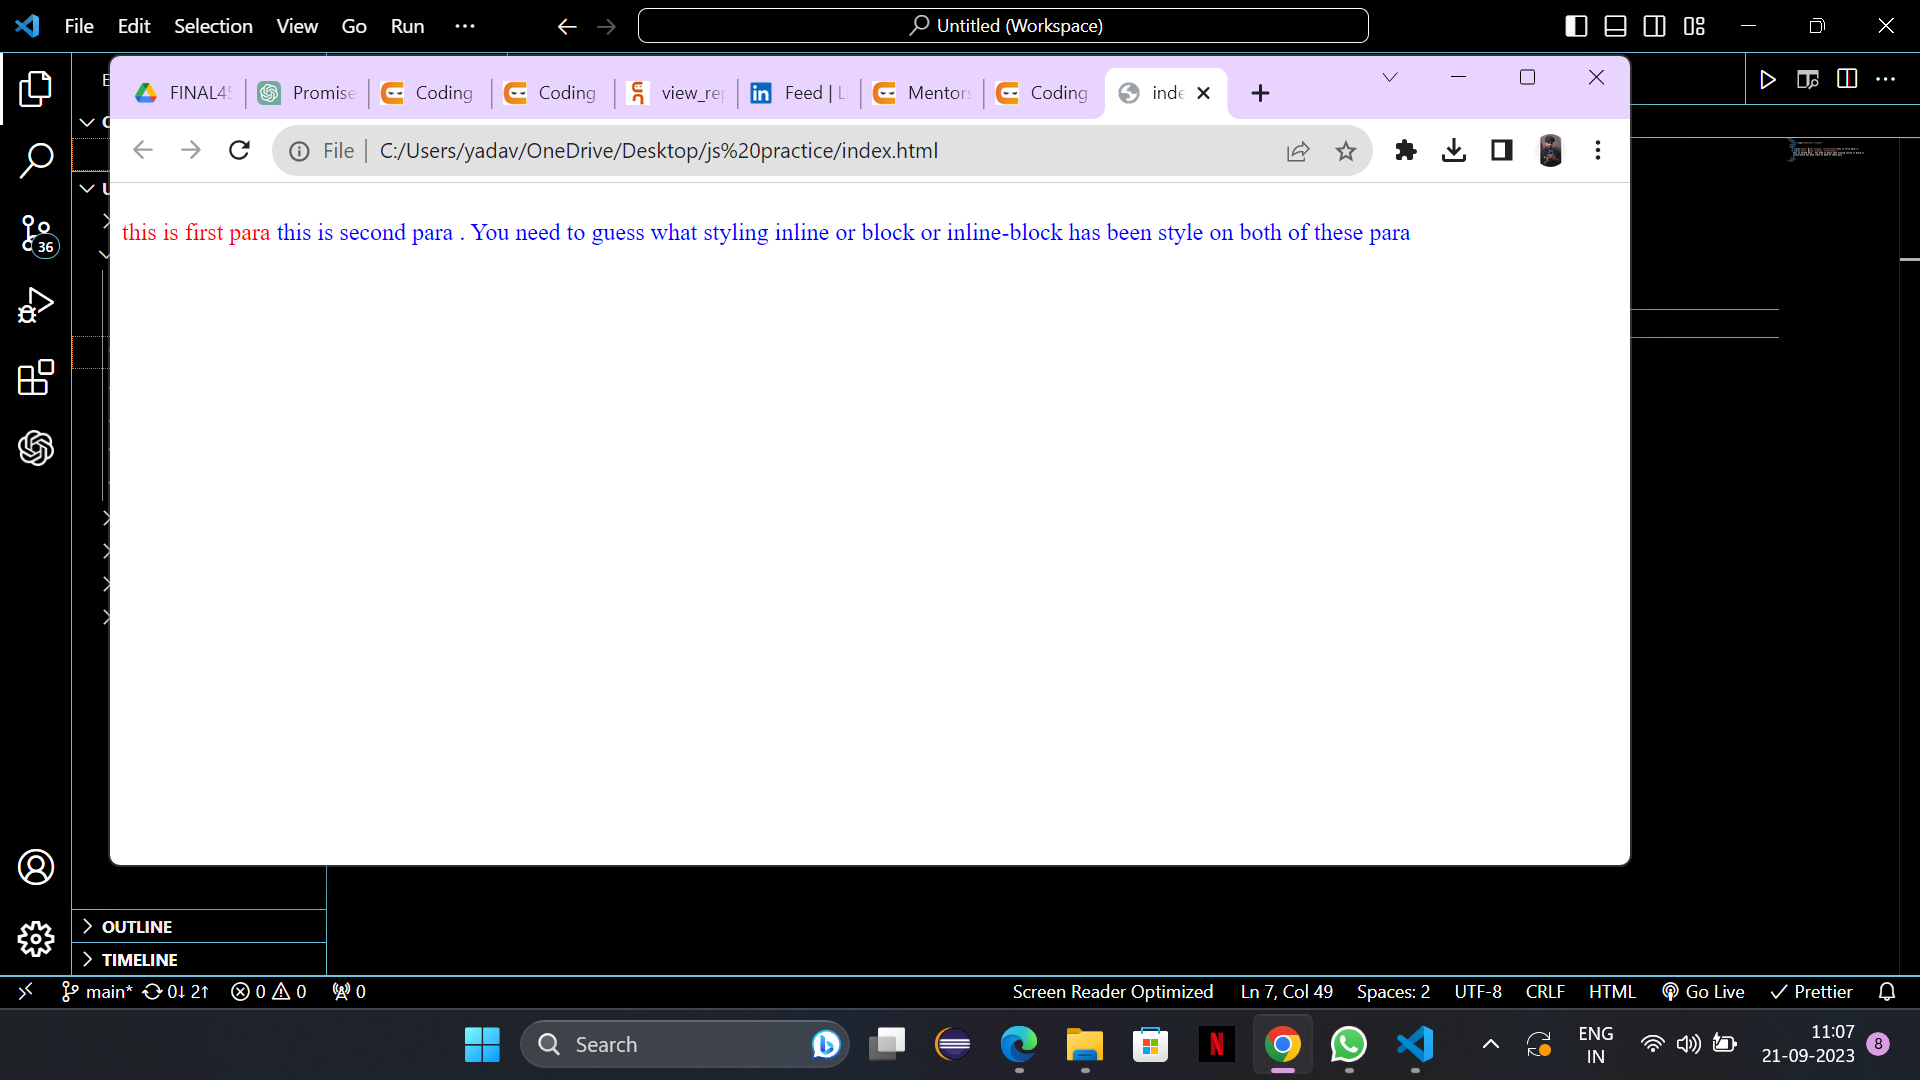 File Edit Selection View Go Run ··· Untitled (Workspace)
FINAL45 Promise Coding Coding view_rep Feed | Li Mentors Coding inde
File C:/Users/yadav/OneDrive/Desktop/js%20practice/index.html
this is first para this is second para . You need to guess what styling inline or block or inline-block has been style on both of these para
36
OUTLINE
TIMELINE
main* 0↓ 2↑ 0 0 0 Screen Reader Optimized Ln 7, Col 49 Spaces: 2 UTF-8 CRLF HTML Go Live Prettier
Search
ENG
IN
11:07
21-09-2023
8